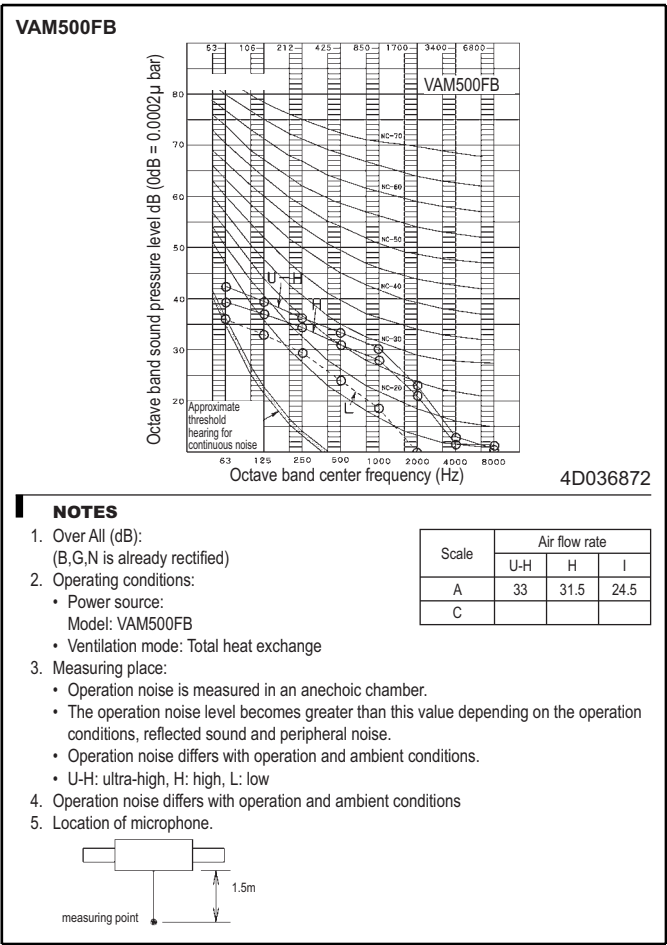 VAM500FB
53 106 212 425 850 1700 3400 6800
VAM500FB
Octave band sound pressure level dB (0dB = 0.0002µ bar)
80
70
60
50
40
30
20
NC-70
NC-60
NC-50
NC-40
NC-30
NC-20
U-H
H
L
Approximate
threshold
hearing for
continuous noise
63 125 250 500 1000 2000 4000 8000
Octave band center frequency (Hz)
4D036872
NOTES
1. Over All (dB):
(B,G,N is already rectified)
2. Operating conditions:
• Power source:
Model: VAM500FB
• Ventilation mode: Total heat exchange
3. Measuring place:
• Operation noise is measured in an anechoic chamber.
• The operation noise level becomes greater than this value depending on the operation
conditions, reflected sound and peripheral noise.
• Operation noise differs with operation and ambient conditions.
• U-H: ultra-high, H: high, L: low
4. Operation noise differs with operation and ambient conditions
5. Location of microphone.
Scale Air flow rate
U-H H I
A 33 31.5 24.5
C
1.5m
measuring point